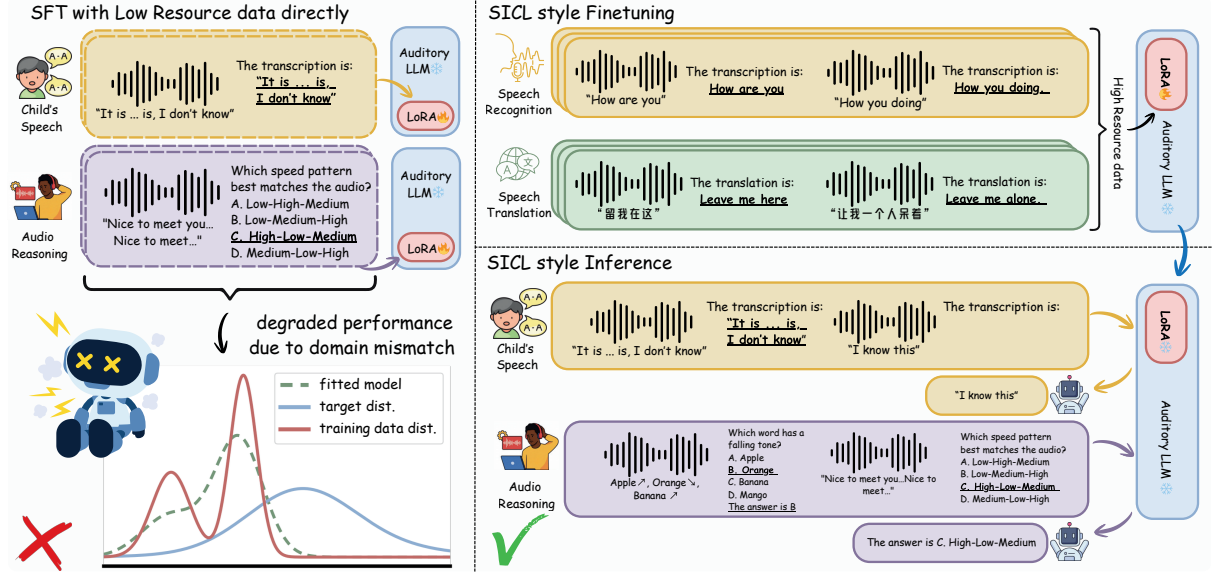 SFT with Low Resource data directly
A-A
A-A
Child's
Speech
"It is ... is, I don't know"
The transcription is:
"It is ... is,
I don't know"
Auditory
LLM
LoRA
Audio
Reasoning
"Nice to meet you...
Nice to meet..."
Which speed pattern
best matches the audio?
A. Low-High-Medium
B. Low-Medium-High
C. High-Low-Medium
D. Medium-Low-High
Auditory
LLM
LoRA
degraded performance
due to domain mismatch
fitted model
target dist.
training data dist.
SICL style Finetuning
Speech
Recognition
"How are you"
The transcription is:
How are you
"How you doing"
The transcription is:
How you doing.
Speech
Translation
"留我在这"
The translation is:
Leave me here
"让我一个人呆着"
The translation is:
Leave me alone.
High Resource data
LoRA
Auditory LLM
SICL style Inference
A-A
A-A
Child's
Speech
"It is ... is, I don't know"
The transcription is:
"It is ... is,
I don't know"
"I know this"
The transcription is:
"I know this"
Audio
Reasoning
Apple↗, Orange↘,
Banana ↗
Which word has a
falling tone?
A. Apple
B. Orange
C. Banana
D. Mango
The answer is B
"Nice to meet you...Nice to
meet..."
Which speed pattern
best matches the audio?
A. Low-High-Medium
B. Low-Medium-High
C. High-Low-Medium
D. Medium-Low-High
The answer is C. High-Low-Medium
LoRA
Auditory LLM